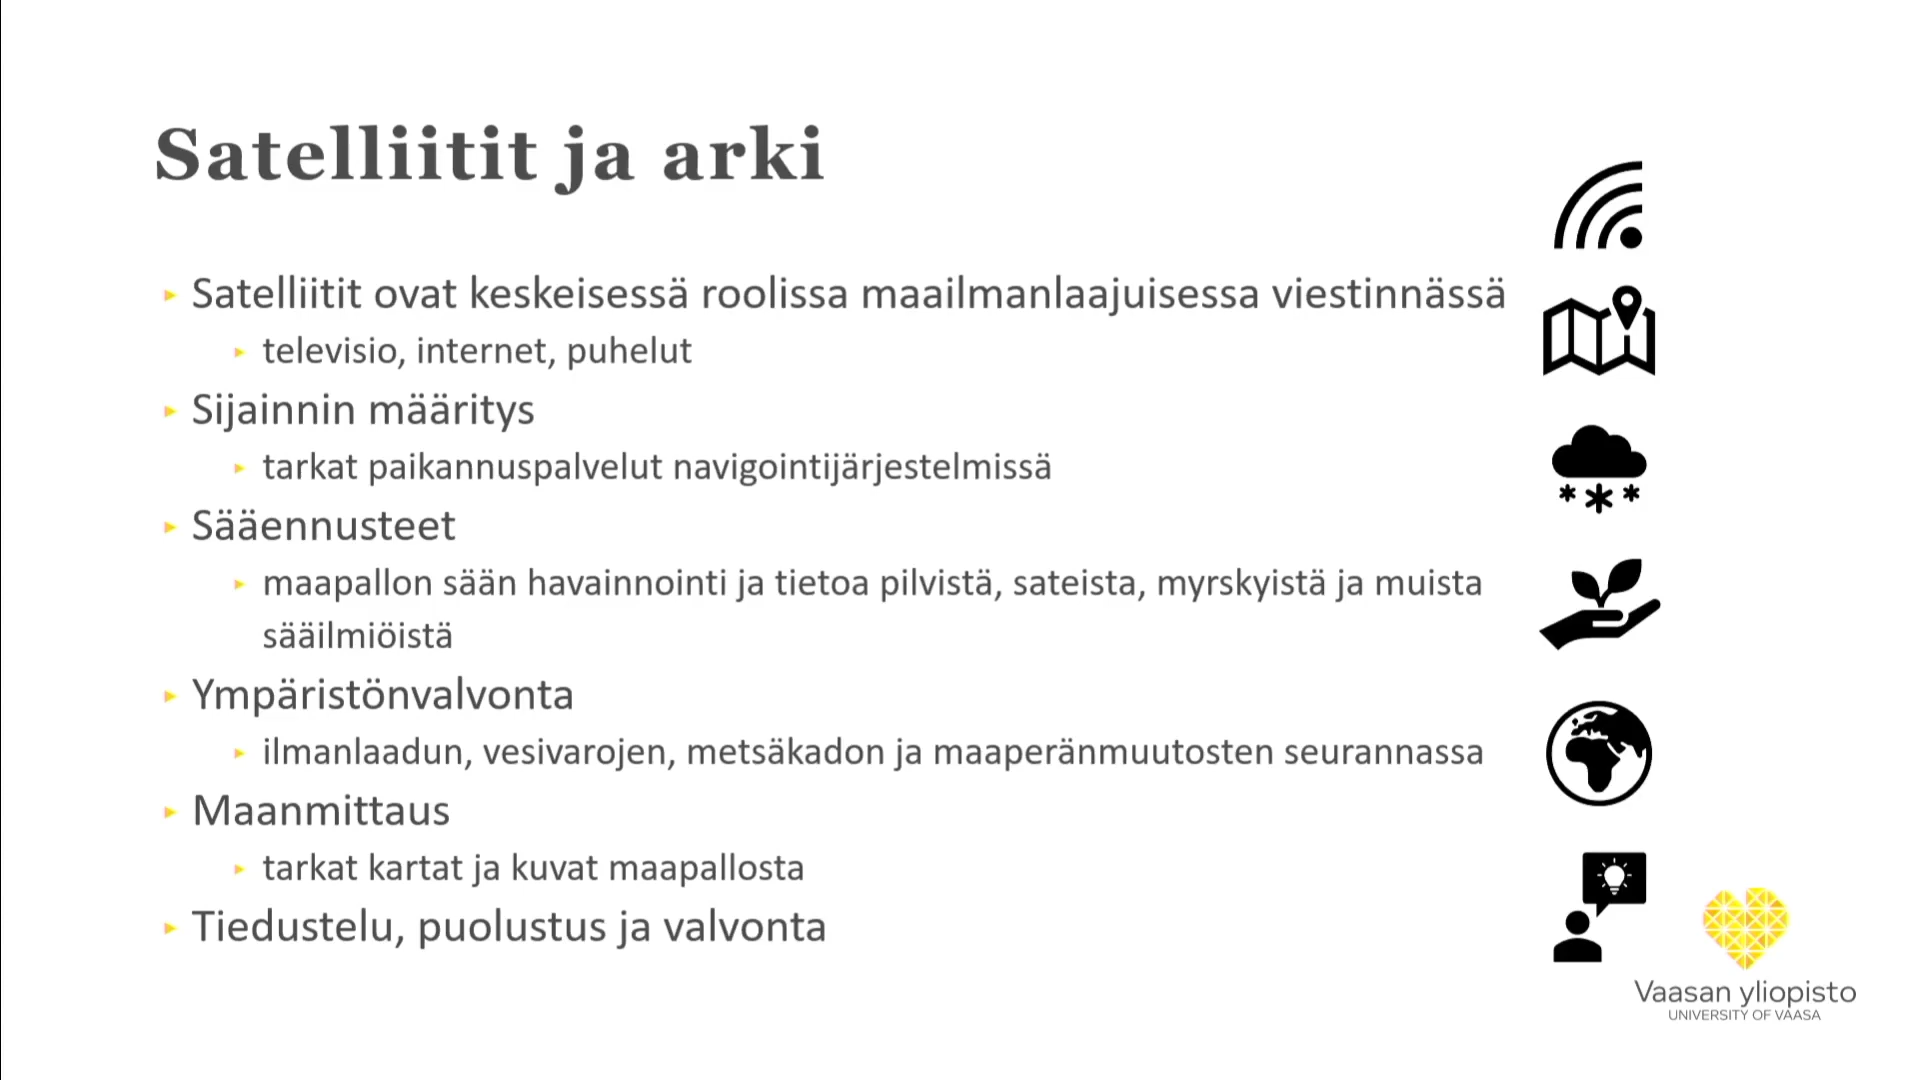 Satelliitit ja arki
Satelliitit ovat keskeisessä roolissa maailmanlaajuisessa viestinnässä
televisio, internet, puhelut
Sijainnin määritys
tarkat paikannuspalvelut navigointijärjestelmissä
Sääennusteet
maapallon sään havainnointi ja tietoa pilvistä, sateista, myrskyistä ja muista
sääilmiöistä
Ympäristönvalvonta
ilmanlaadun, vesivarojen, metsäkadon ja maaperänmuutosten seurannassa
Maanmittaus
tarkat kartat ja kuvat maapallosta
Tiedustelu, puolustus ja valvonta
Vaasan yliopisto
UNIVERSITY OF VAASA